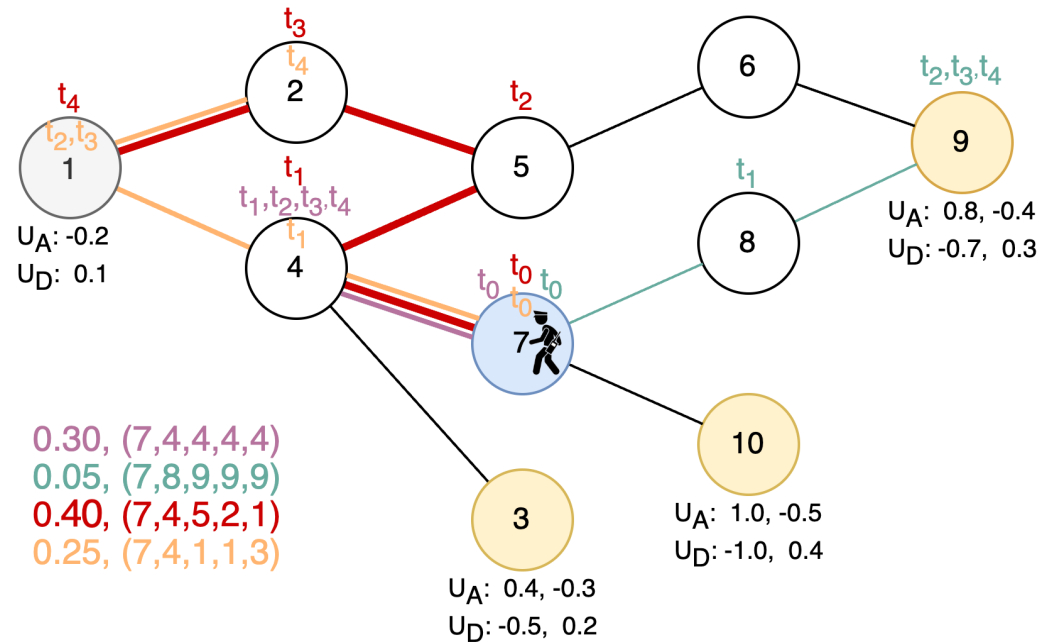 t3
t4
2
6
t2,t3,t4
t4
t2,t3
1
t2
5
9
t1
t1,t2,t3,t4
t1
4
t1
8
UA: -0.2
UD: 0.1
UA: 0.8, -0.4
UD: -0.7, 0.3
t0
t0
t0
t0
7
0.30, (7,4,4,4,4)
0.05, (7,8,9,9,9)
0.40, (7,4,5,2,1)
0.25, (7,4,1,1,3)
10
UA: 1.0, -0.5
UD: -1.0, 0.4
3
UA: 0.4, -0.3
UD: -0.5, 0.2